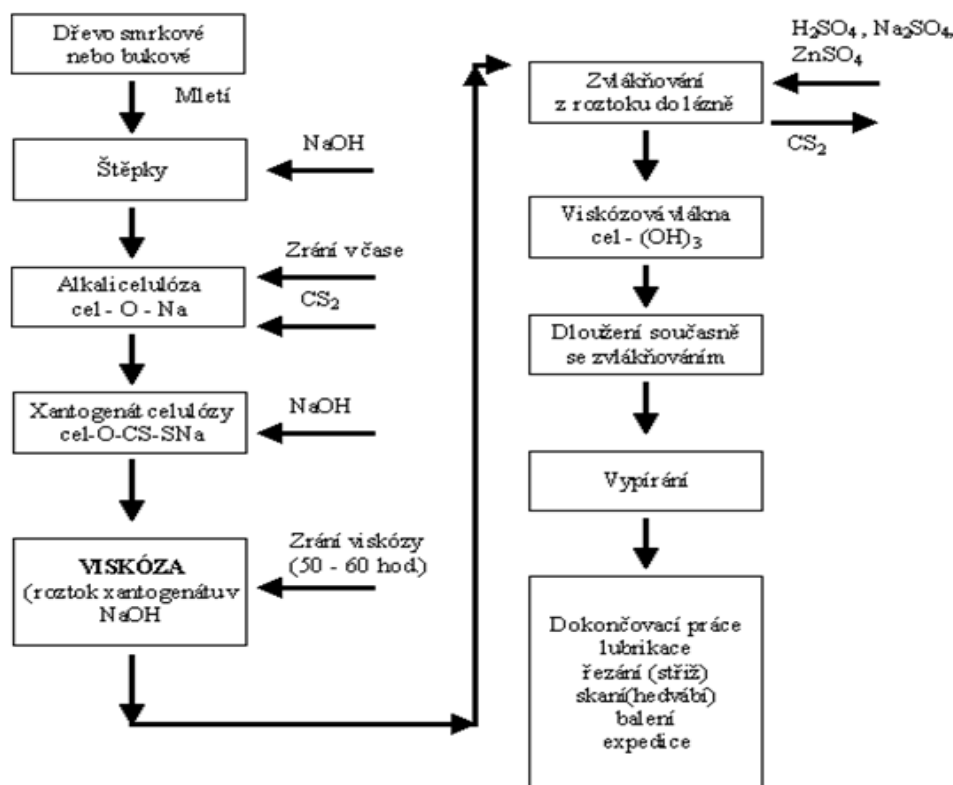 Dřevo smrkové
nebo bukové
Mletí
Štěpky
NaOH
Alkalicelulóza
cel - O - Na
Zrání v čase
CS₂
Xantogenát celulózy
cel-O-CS-SNa
NaOH
VISKÓZA
(roztok xantogenátu v
NaOH
Zrání viskózy
(50 - 60 hod.)
H₂SO₄ , Na₂SO₄,
ZnSO₄
Zvlákňování
z roztoku do lázně
CS₂
Viskózová vlákna
cel - (OH)₃
Dloužení současně
se zvlákňováním
Vypírání
Dokončovací práce
lubrikace
řezání (střiž)
skaní(hedvábí)
balení
expedice